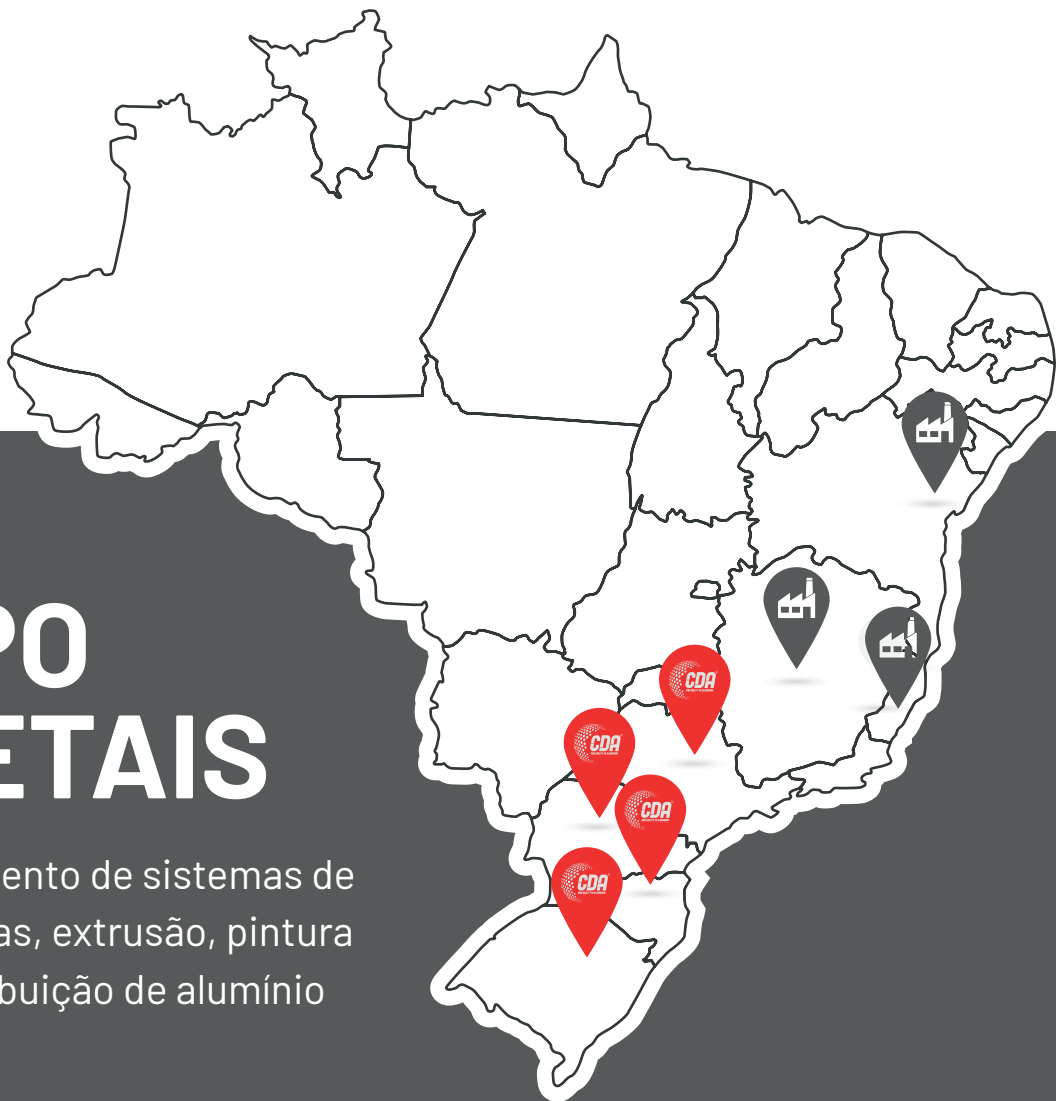 PO
ETAIS
ento de sistemas de
as, extrusão, pintura
buição de alumínio
CDA
CDA
CDA
CDA